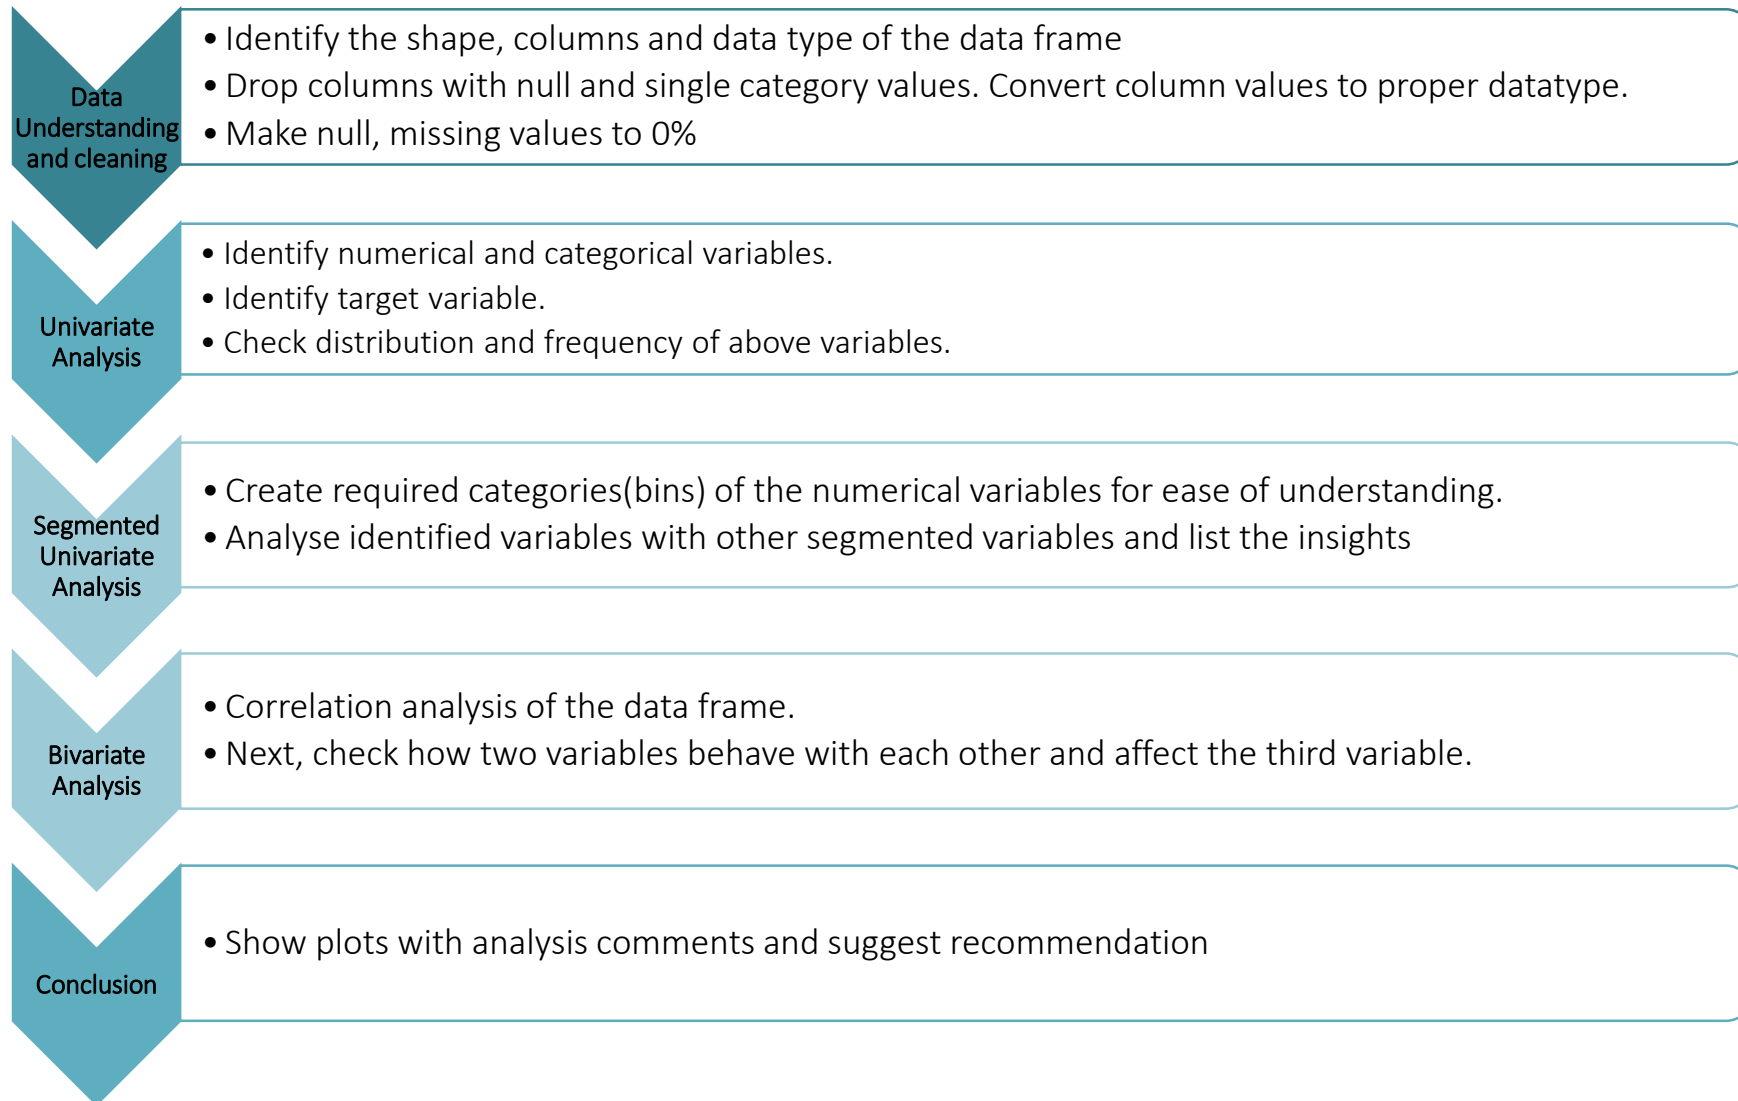 Data
Understanding
and cleaning
• Identify the shape, columns and data type of the data frame
• Drop columns with null and single category values. Convert column values to proper datatype.
• Make null, missing values to 0%
Univariate
Analysis
• Identify numerical and categorical variables.
• Identify target variable.
• Check distribution and frequency of above variables.
Segmented
Univariate
Analysis
• Create required categories(bins) of the numerical variables for ease of understanding.
• Analyse identified variables with other segmented variables and list the insights
Bivariate
Analysis
• Correlation analysis of the data frame.
• Next, check how two variables behave with each other and affect the third variable.
Conclusion
• Show plots with analysis comments and suggest recommendation